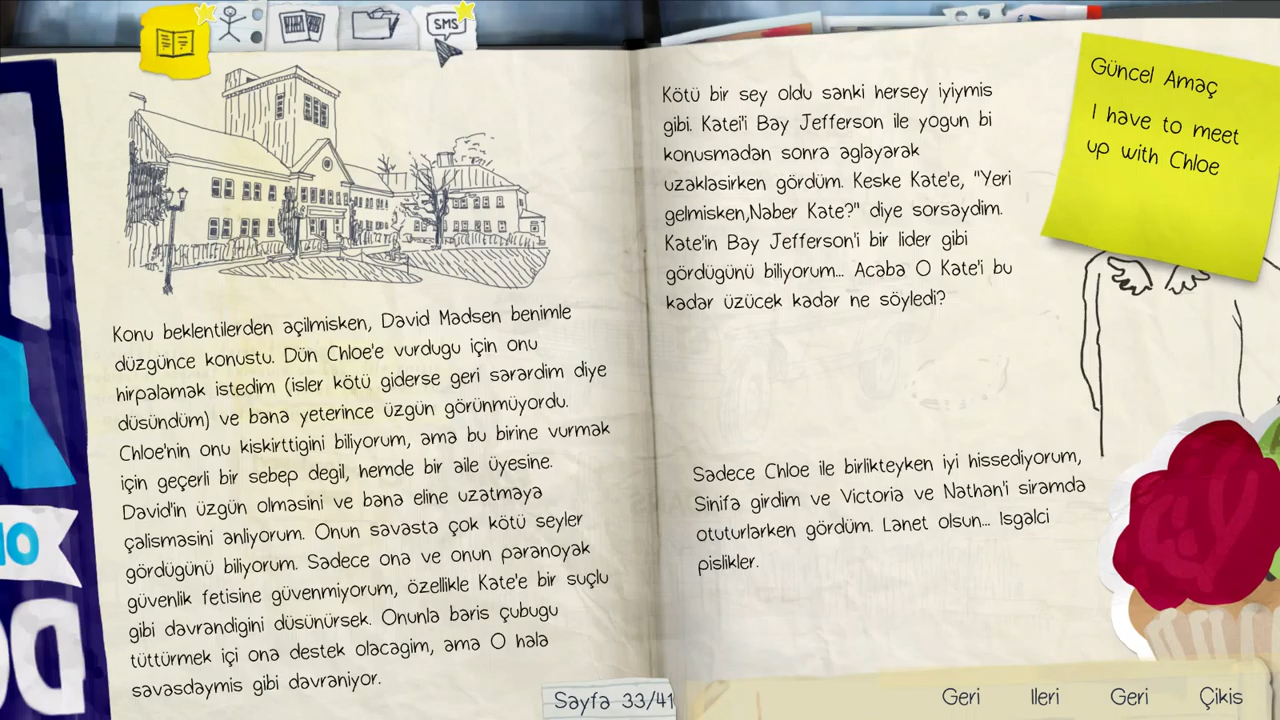 SMS
Konu beklentilerden açilmisken, David Madsen benimle
düzgünce konustu. Dün Chloe'e vurdugu için onu
hirpalamak istedim (isler kötü giderse geri sarardim diye
düsündüm) ve bana yeterince üzgün görünmüyordu.
Chloe'nin onu kiskirttigini biliyorum, ama bu birine vurmak
için geçerli bir sebep degil, hemde bir aile üyesine.
David'in üzgün olmasini ve bana eline uzatmaya
çalismasini anliyorum. Onun savasta çok kötü seyler
gördügünü biliyorum. Sadece ona ve onun paranoyak
güvenlik fetisine güvenmiyorum, özellikle Kate'e bir suçlu
gibi davrandigini düsünürsek. Onunla baris çubugu
tüttürmek içi ona destek olacagim, ama O hala
savasdaymis gibi davraniyor.
Kötü bir sey oldu sanki hersey iyiymis
gibi. Katei'i Bay Jefferson ile yogun bi
konusmadan sonra aglayarak
uzaklasirken gördüm. Keske Kate'e, "Yeri
gelmisken,Naber Kate?" diye sorsaydim.
Kate'in Bay Jefferson'i bir lider gibi
gördügünü biliyorum... Acaba O Kate'i bu
kadar üzücek kadar ne söyledi?
Sadece Chloe ile birlikteyken iyi hissediyorum,
Sinifa girdim ve Victoria ve Nathan'i siramda
otuturlarken gördüm. Lanet olsun... Isgalci
pislikler.
Güncel Amaç
I have to meet
up with Chloe
Sayfa 33/41
Geri Ileri Geri Çikis